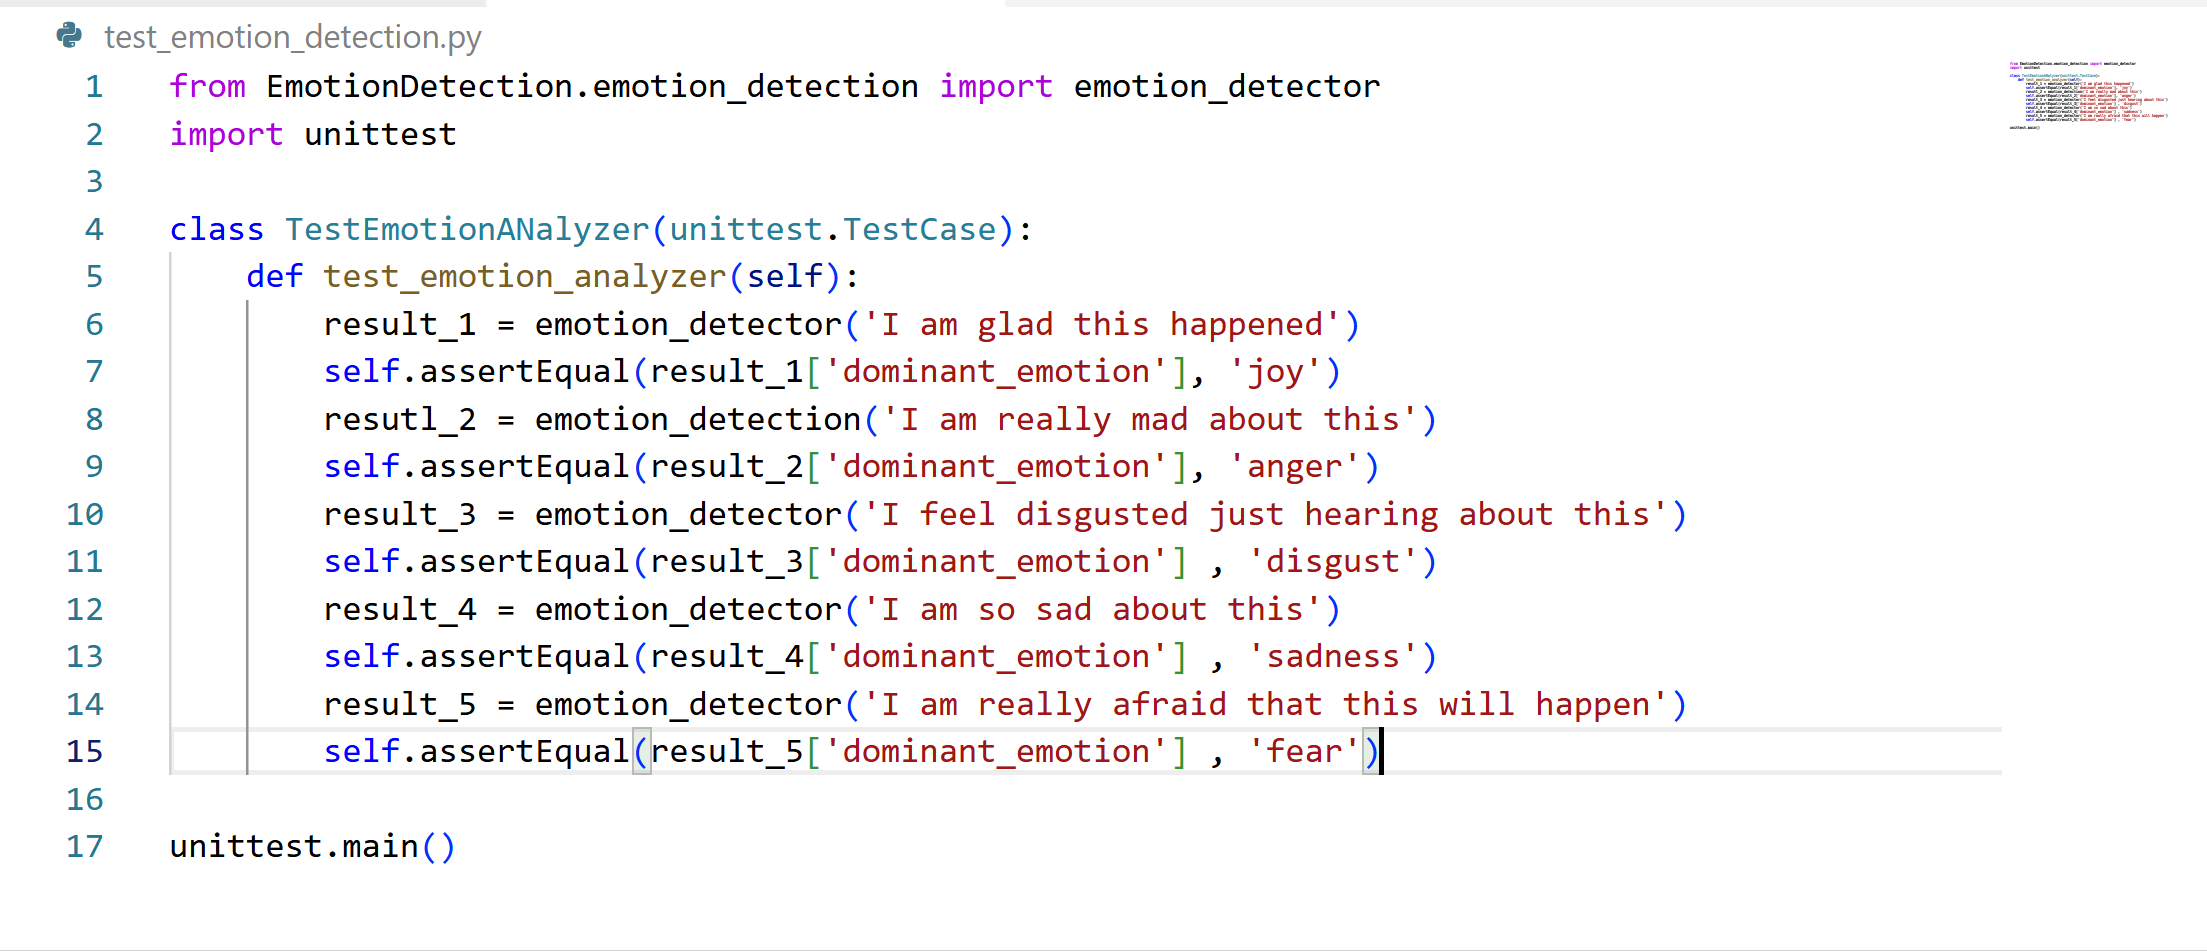 test_emotion_detection.py
1 from EmotionDetection.emotion_detection import emotion_detector
2 import unittest
3
4 class TestEmotionANalyzer(unittest.TestCase):
5     def test_emotion_analyzer(self):
6         result_1 = emotion_detector('I am glad this happened')
7         self.assertEqual(result_1['dominant_emotion'], 'joy')
8         resutl_2 = emotion_detection('I am really mad about this')
9         self.assertEqual(result_2['dominant_emotion'], 'anger')
10         result_3 = emotion_detector('I feel disgusted just hearing about this')
11         self.assertEqual(result_3['dominant_emotion'] , 'disgust')
12         result_4 = emotion_detector('I am so sad about this')
13         self.assertEqual(result_4['dominant_emotion'] , 'sadness')
14         result_5 = emotion_detector('I am really afraid that this will happen')
15         self.assertEqual(result_5['dominant_emotion'] , 'fear')
16
17 unittest.main()